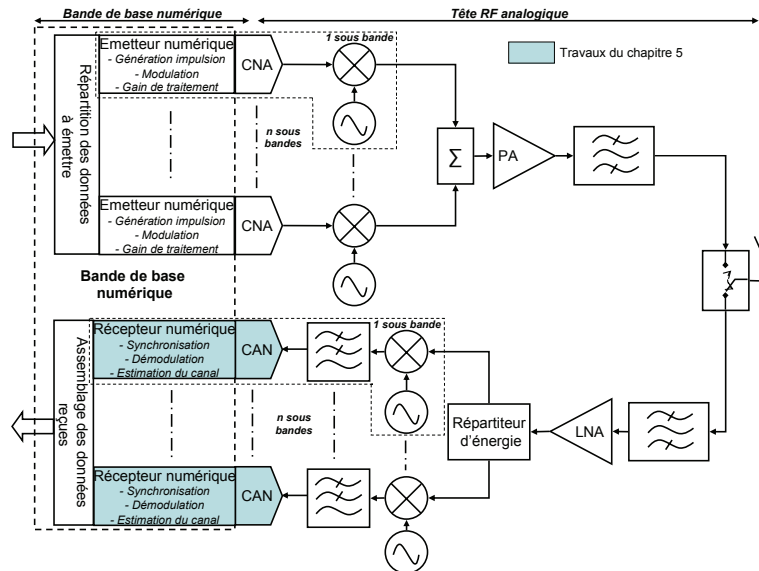 Bande de base numérique
Tête RF analogique
Travaux du chapitre 5
Répartition des données
à émettre
Emetteur numérique
- Génération impulsion
- Modulation
- Gain de traitement
CNA
1 sous bande
n sous
bandes
Σ
PA
Emetteur numérique
- Génération impulsion
- Modulation
- Gain de traitement
CNA
Bande de base
numérique
Assemblage des données
reçues
Récepteur numérique
- Synchronisation
- Démodulation
- Estimation du canal
CAN
1 sous bande
n sous
bandes
Répartiteur
d'énergie
LNA
Récepteur numérique
- Synchronisation
- Démodulation
- Estimation du canal
CAN